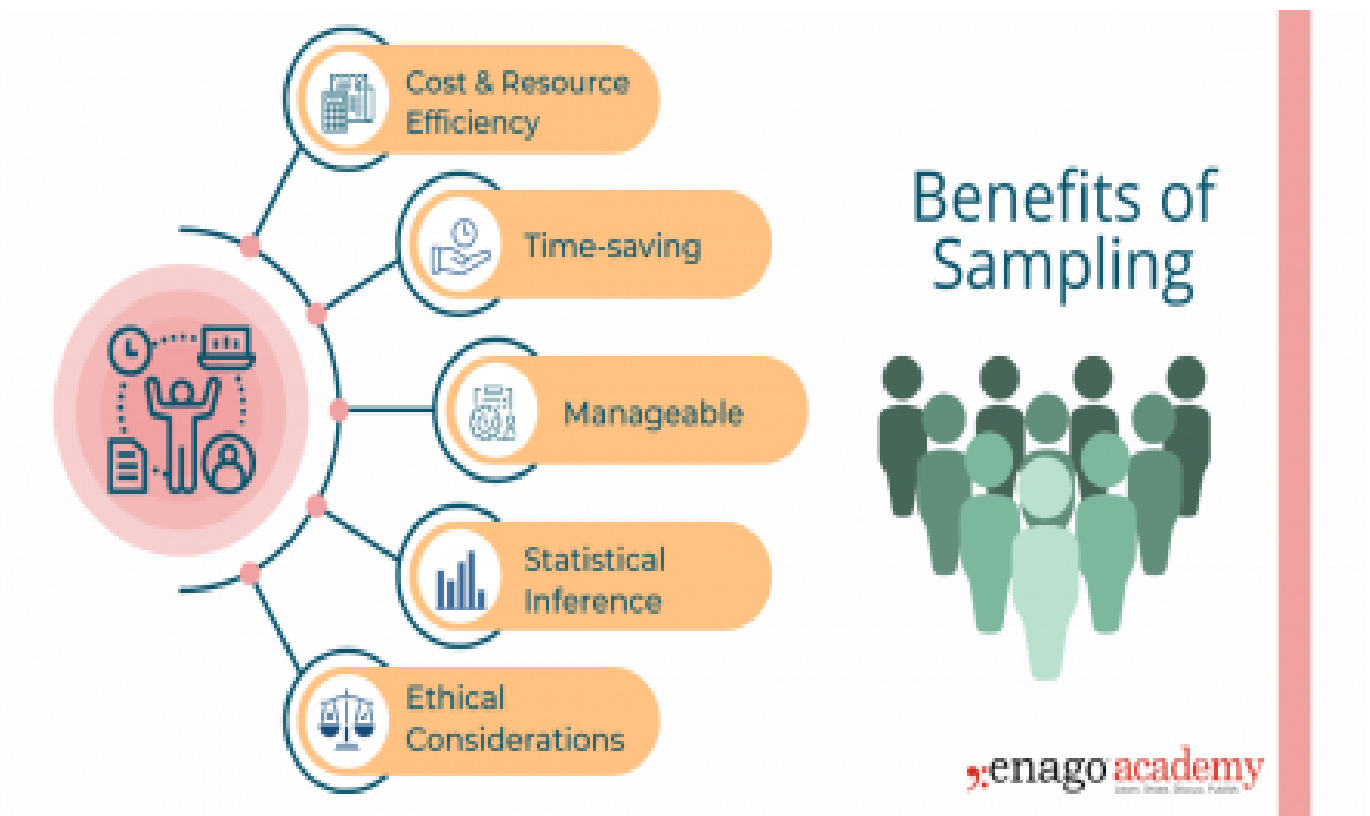 Cost & Resource
Efficiency
Time-saving
Manageable
Statistical
Inference
Ethical
Considerations
Benefits of
Sampling
enago academy